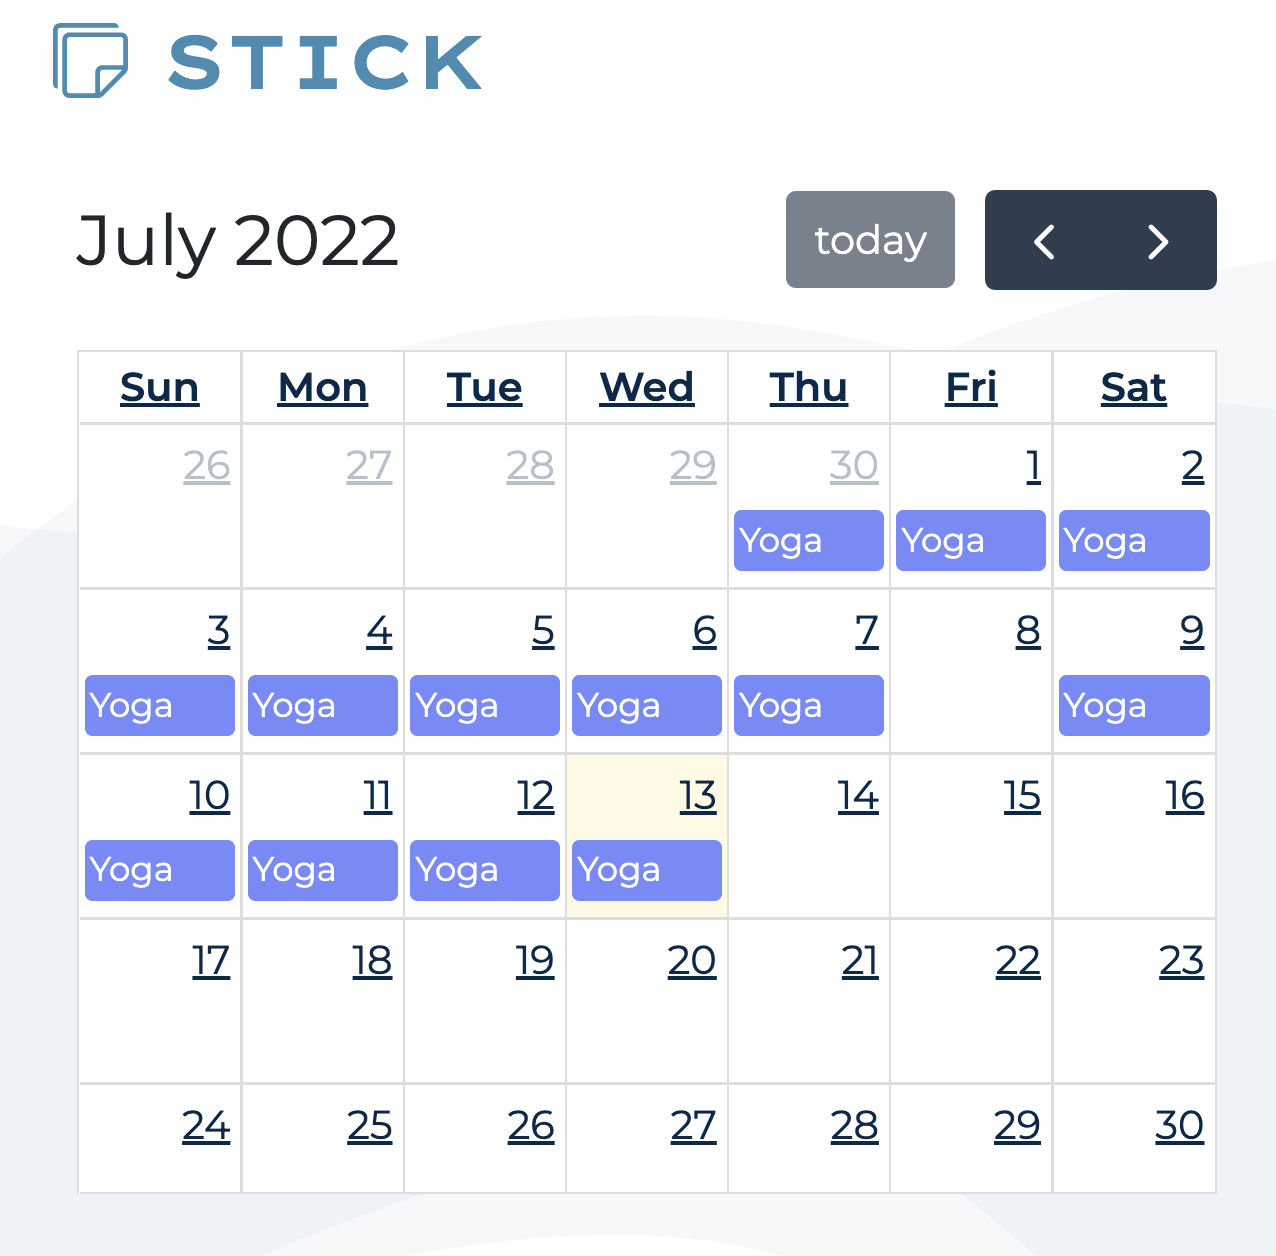 STICK
July 2022
today
Sun Mon Tue Wed Thu Fri Sat
26 27 28 29 30 1 2
Yoga Yoga Yoga
3 4 5 6 7 8 9
Yoga Yoga Yoga Yoga Yoga Yoga
10 11 12 13 14 15 16
Yoga Yoga Yoga Yoga
17 18 19 20 21 22 23
24 25 26 27 28 29 30